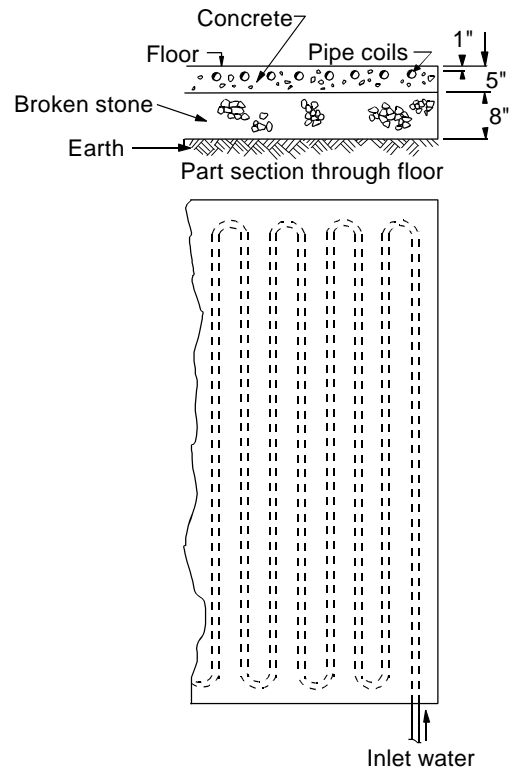 Concrete
Floor
Pipe coils
1"
5"
Broken stone
8"
Earth
Part section through floor
Inlet water